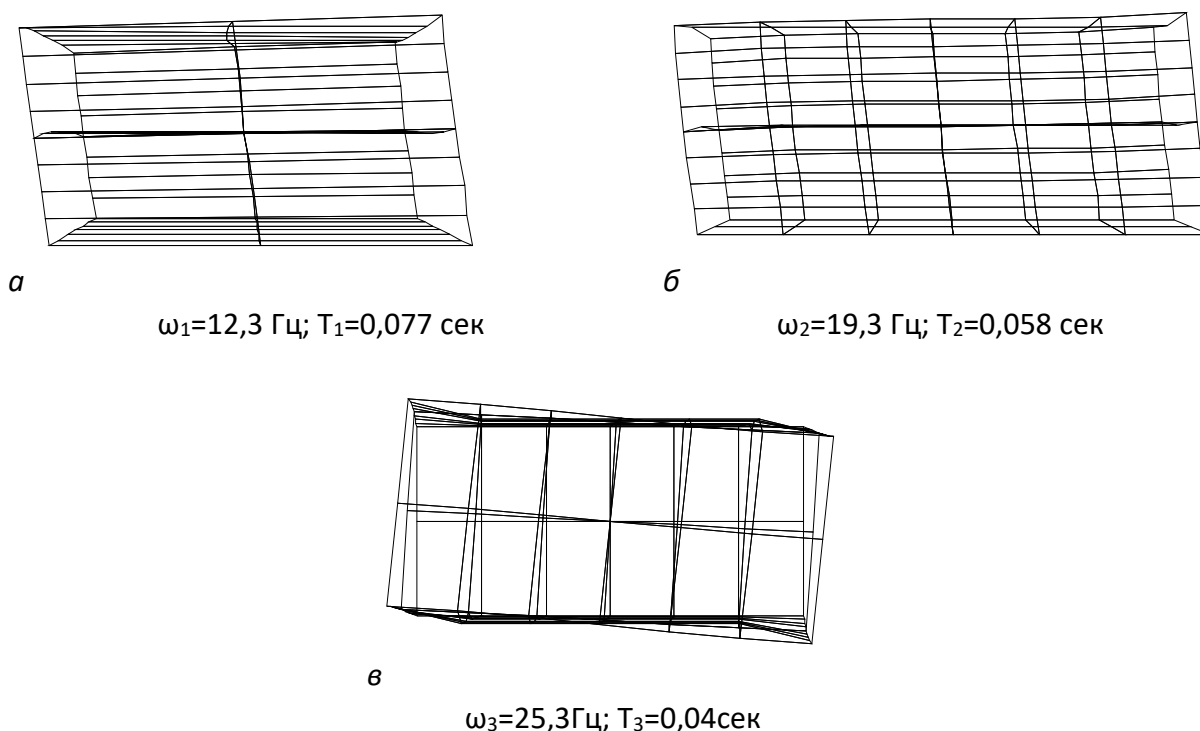 а
б
ω₁=12,3 Гц; T₁=0,077 сек
ω₂=19,3 Гц; T₂=0,058 сек
в
ω₃=25,3Гц; T₃=0,04сек